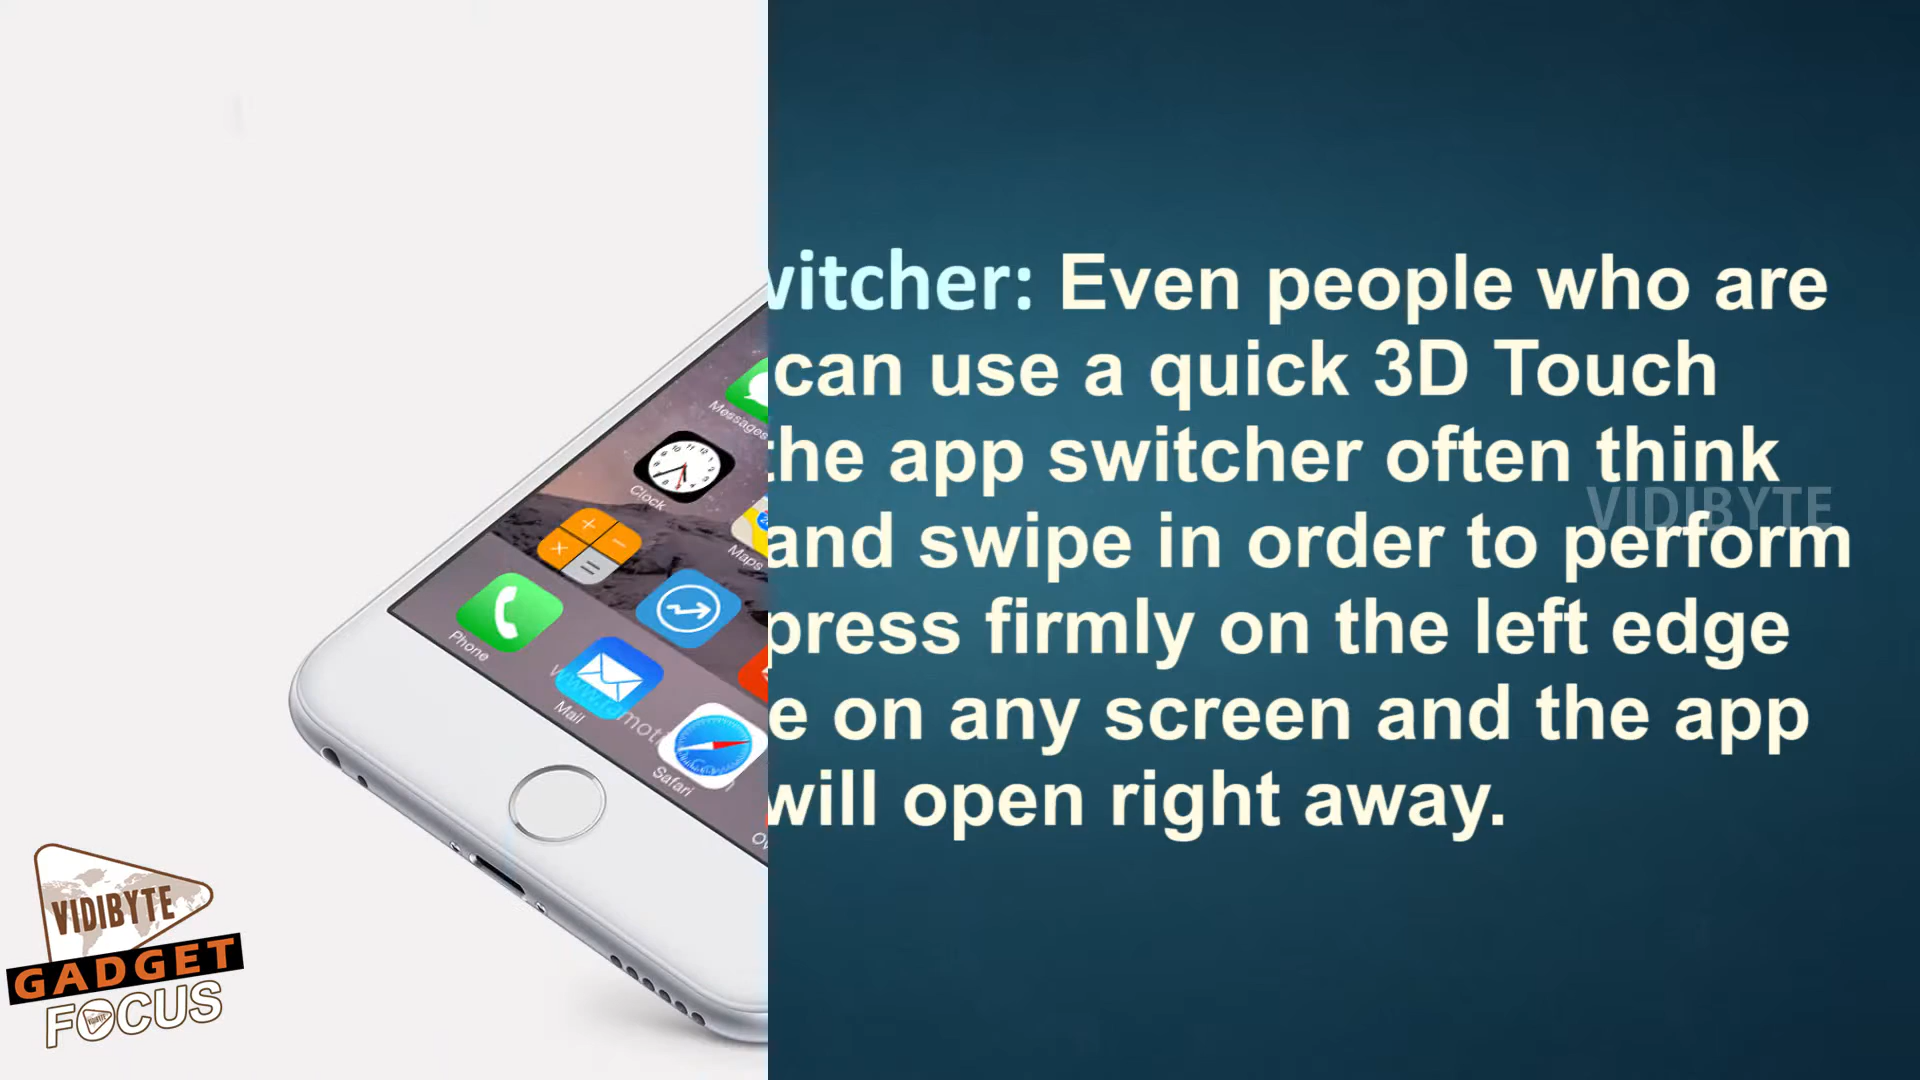 witcher: Even people who are
can use a quick 3D Touch
the app switcher often think
and swipe in order to perform
press firmly on the left edge
e on any screen and the app
will open right away.
VIDIBYTE
Messages
Clock
Maps
Phone
Mail
Safari
VIDIBYTE
GADGET
FOCUS